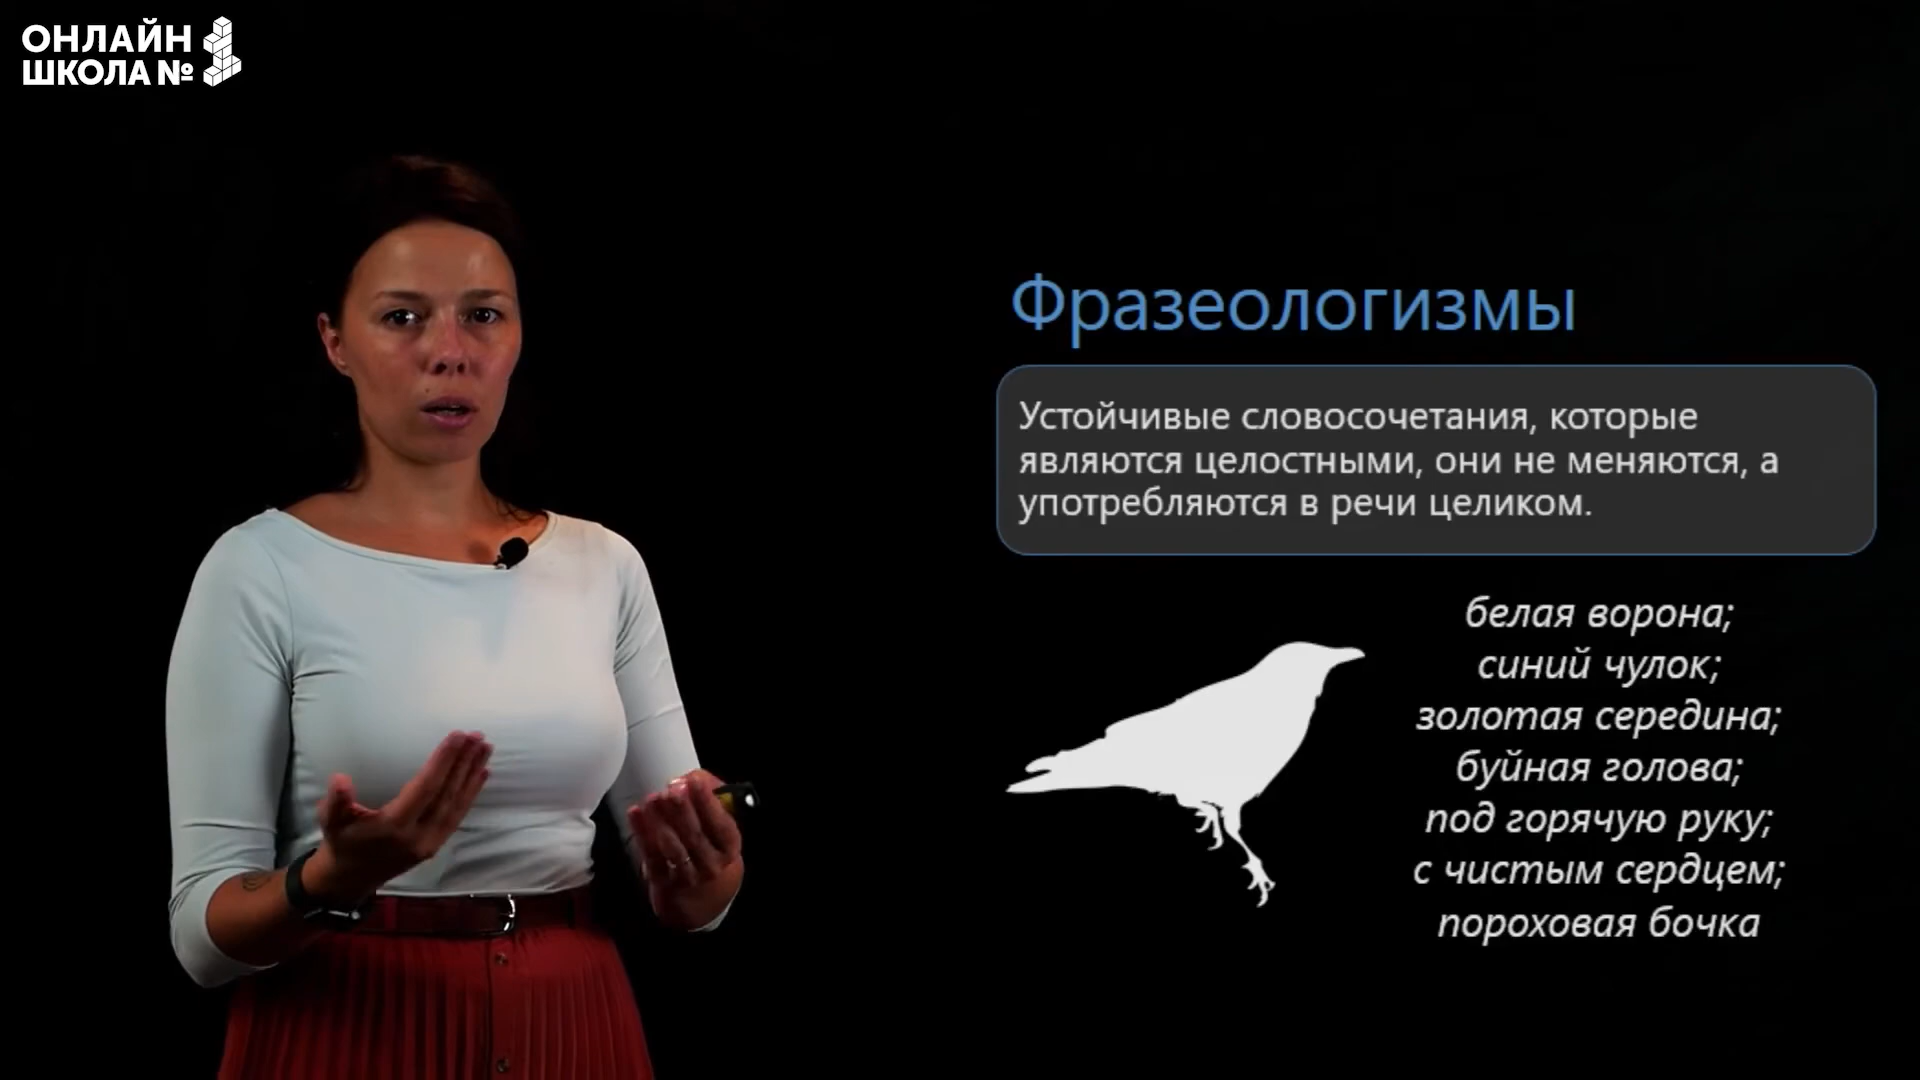 ОНЛАЙН
ШКОЛА №
Фразеологизмы
Устойчивые словосочетания, которые
являются целостными, они не меняются, а
употребляются в речи целиком.
белая ворона;
синий чулок;
золотая середина;
буйная голова;
под горячую руку;
с чистым сердцем;
пороховая бочка